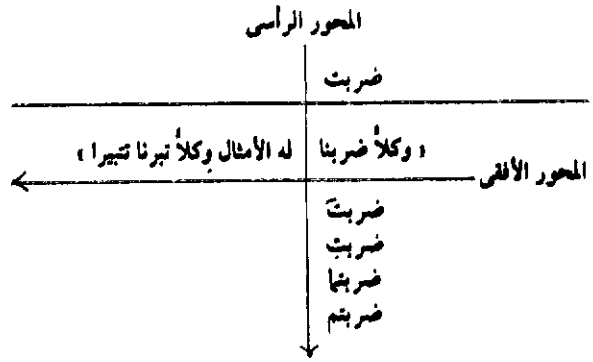 المحور الرأسى
ضربت
« وكلاًّ ضربنا له الأمثال وكلاًّ تبرنا تتبيرا »
المحور الأفقى
ضربتَ
ضربتِ
ضربتما
ضربتم